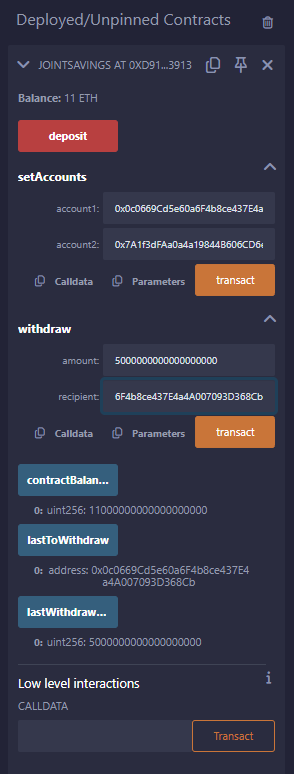 Deployed/Unpinned Contracts
JOINTSAVINGS AT 0XD91...3913
Balance: 11 ETH
deposit
setAccounts
account1: 0x0c0669Cd5e60a6F4b8ce437E4a
account2: 0x7A1f3dFAa0a4a19844B606CD6e
Calldata Parameters transact
withdraw
amount: 5000000000000000000
recipient: 6F4b8ce437E4a4A007093D368Cb
Calldata Parameters transact
contractBalan...
0: uint256: 11000000000000000000
lastToWithdraw
0: address: 0x0c0669Cd5e60a6F4b8ce437E4
a4A007093D368Cb
lastWithdraw...
0: uint256: 5000000000000000000
Low level interactions
CALLDATA
Transact